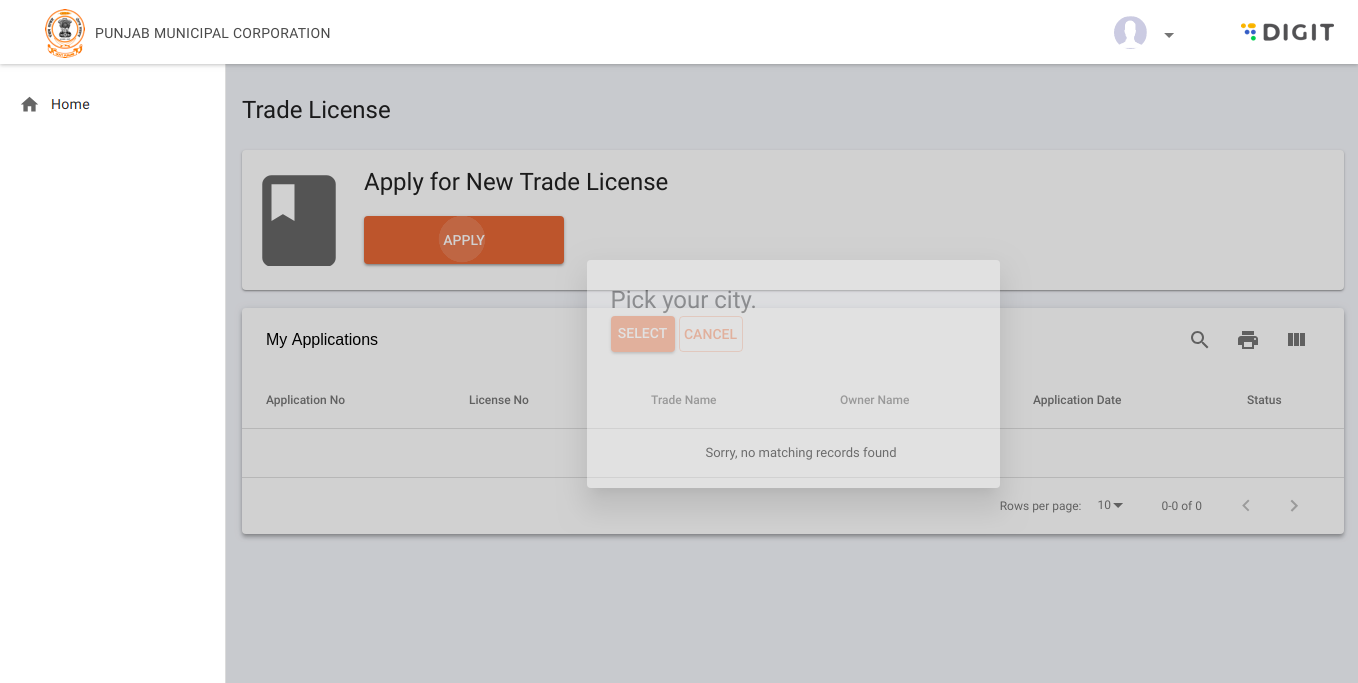 PUNJAB MUNICIPAL CORPORATION
DIGIT
Home
Trade License
Apply for New Trade License
APPLY
Pick your city.
SELECT CANCEL
My Applications
Application No License No Trade Name Owner Name Application Date Status
Sorry, no matching records found
Rows per page: 10 0-0 of 0